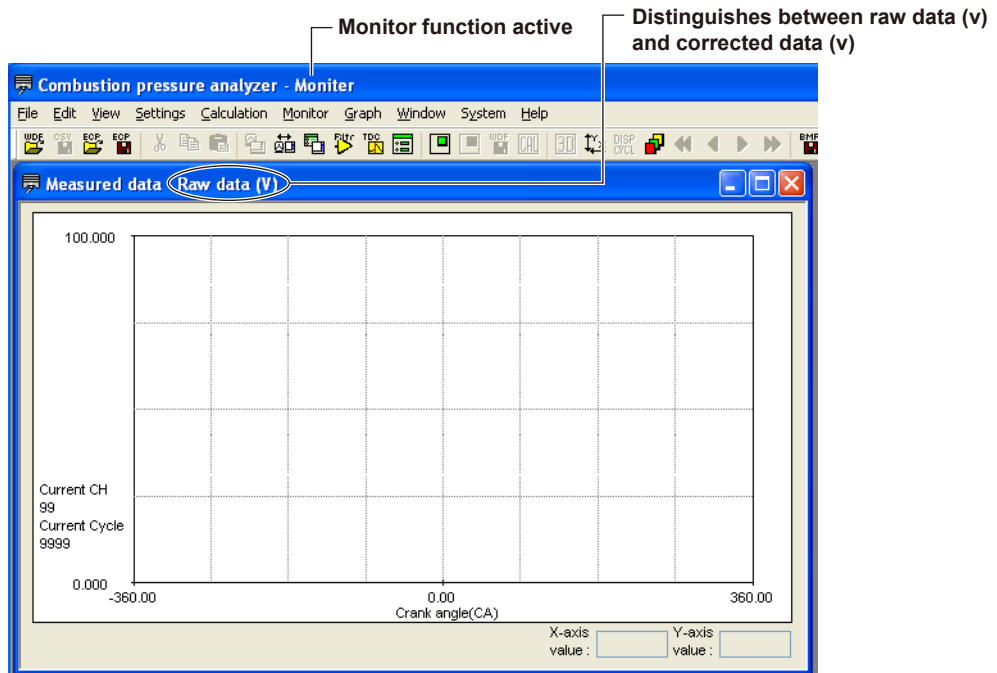 Monitor function active
Distinguishes between raw data (v)
and corrected data (v)
Combustion pressure analyzer - Moniter
File Edit View Settings Calculation Monitor Graph Window System Help
WDF CSV ECP ECP Filtr TDC WDF CAL 3D Y X DISP CYCL BMF
Measured data Raw data (V)
100.000
Current CH
99
Current Cycle
9999
0.000
-360.00 0.00 360.00
Crank angle(CA)
X-axis value : Y-axis value :